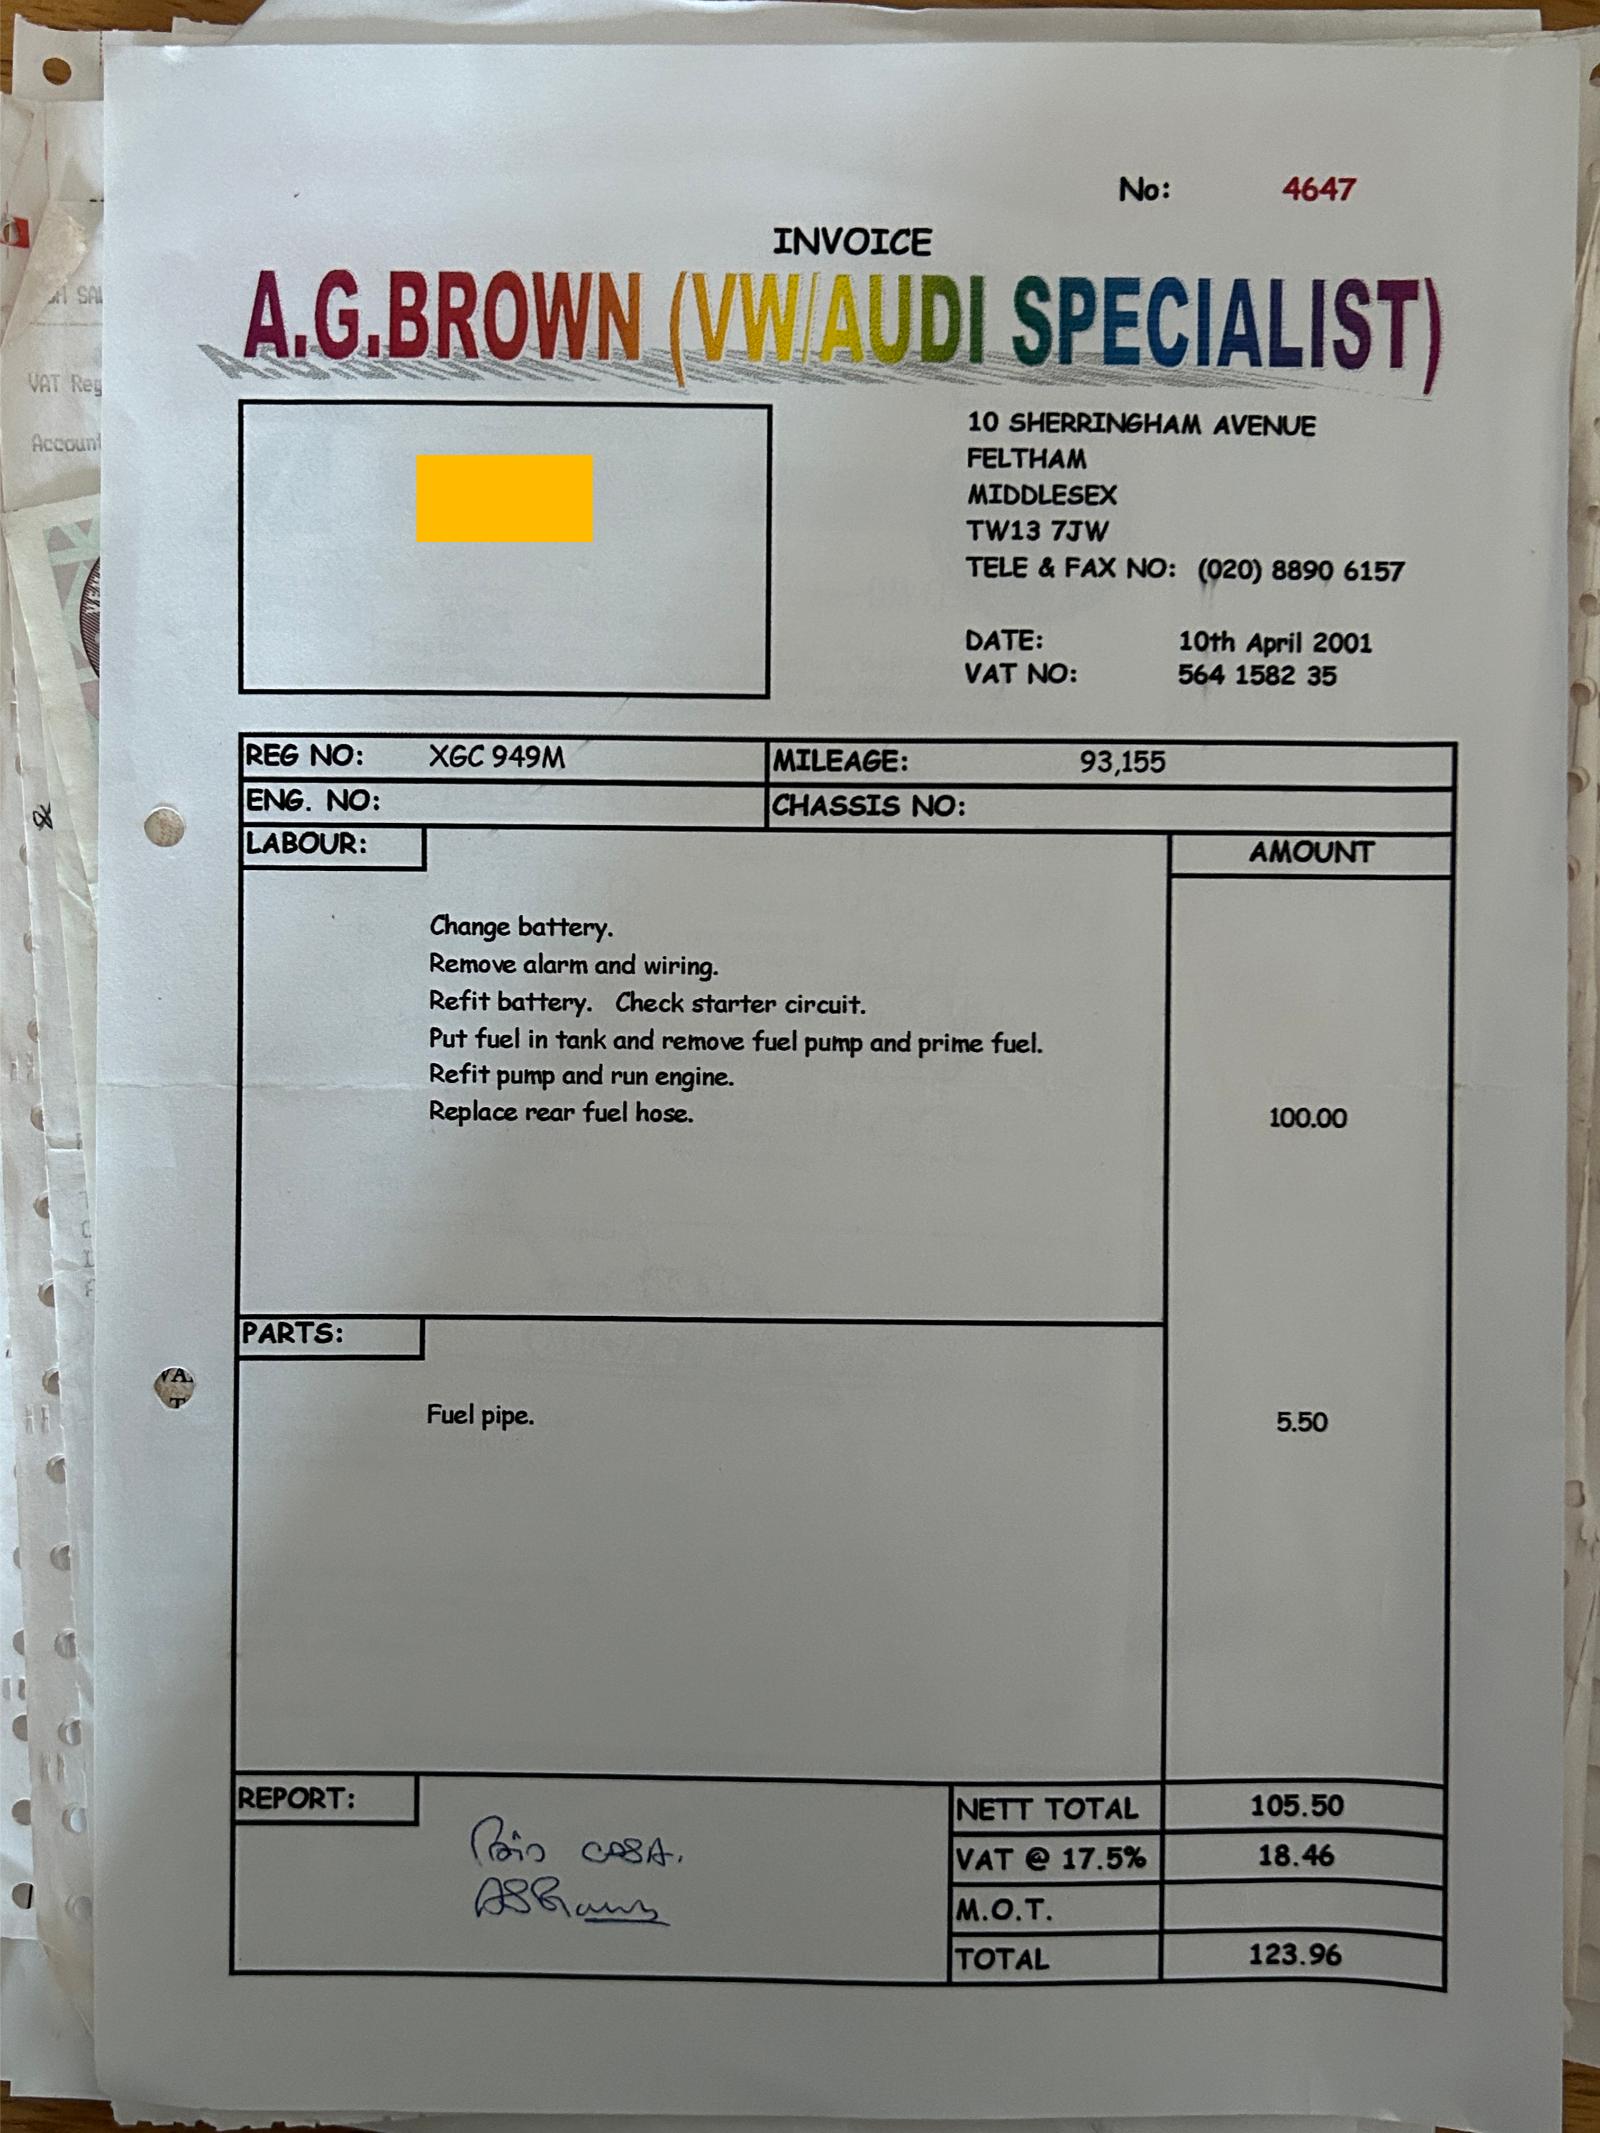 No: 4647
INVOICE
A.G.BROWN (VW/AUDI SPECIALIST)
10 SHERRINGHAM AVENUE
FELTHAM
MIDDLESEX
TW13 7JW
TELE & FAX NO: (020) 8890 6157
DATE: 10th April 2001
VAT NO: 564 1582 35
VAT Reg
Account
REG NO: XGC 949M MILEAGE: 93,155
ENG. NO: CHASSIS NO:
LABOUR: AMOUNT
Change battery.
Remove alarm and wiring.
Refit battery. Check starter circuit.
Put fuel in tank and remove fuel pump and prime fuel.
Refit pump and run engine.
Replace rear fuel hose. 100.00
PARTS:
Fuel pipe. 5.50
REPORT:
Paid CASH.
NETT TOTAL 105.50
VAT @ 17.5% 18.46
M.O.T.
TOTAL 123.96